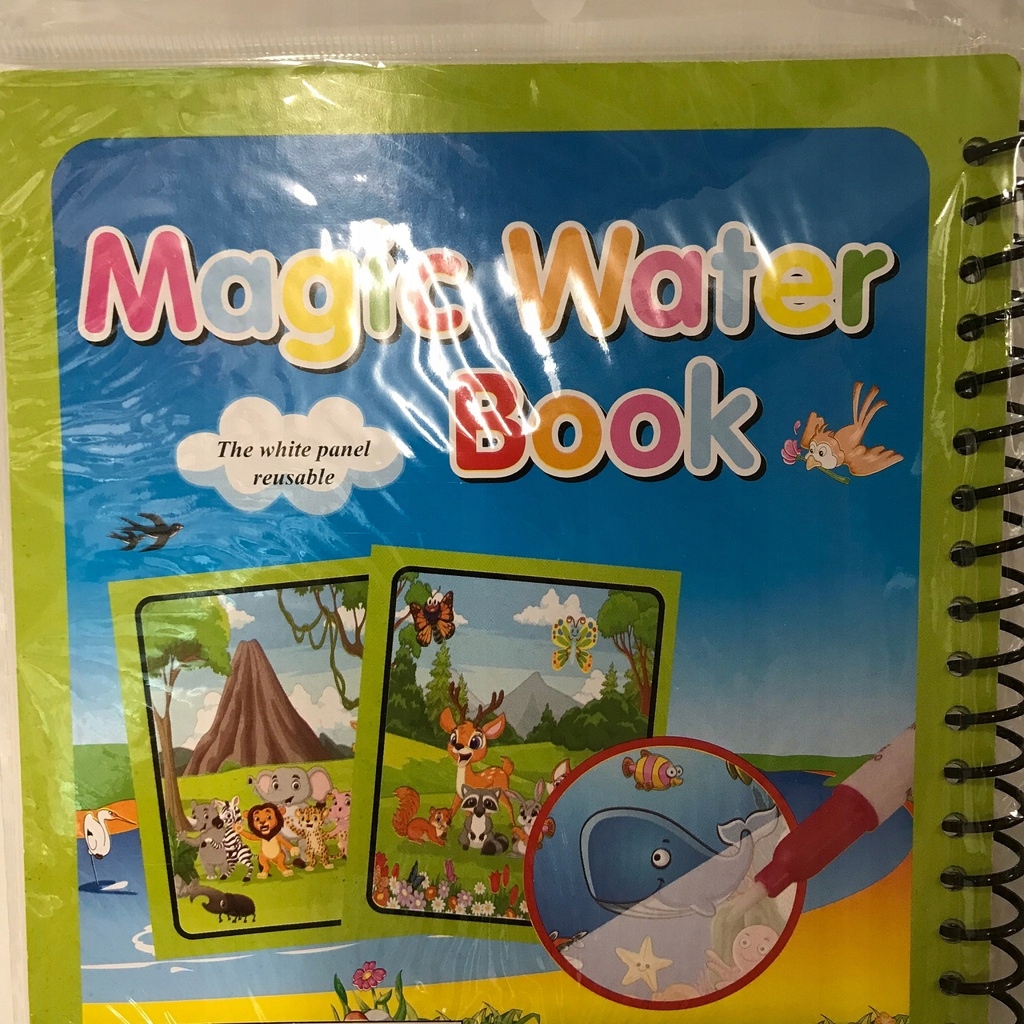 Magic Water
Book
The white panel
reusable